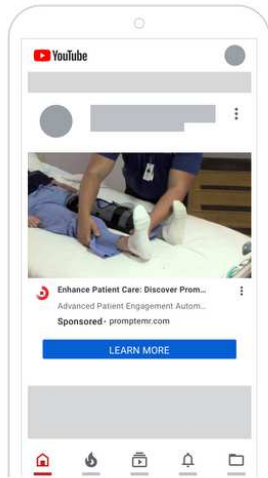 YouTube
Enhance Patient Care: Discover Prom...
Advanced Patient Engagement Autom...
Sponsored · promptemr.com
LEARN MORE